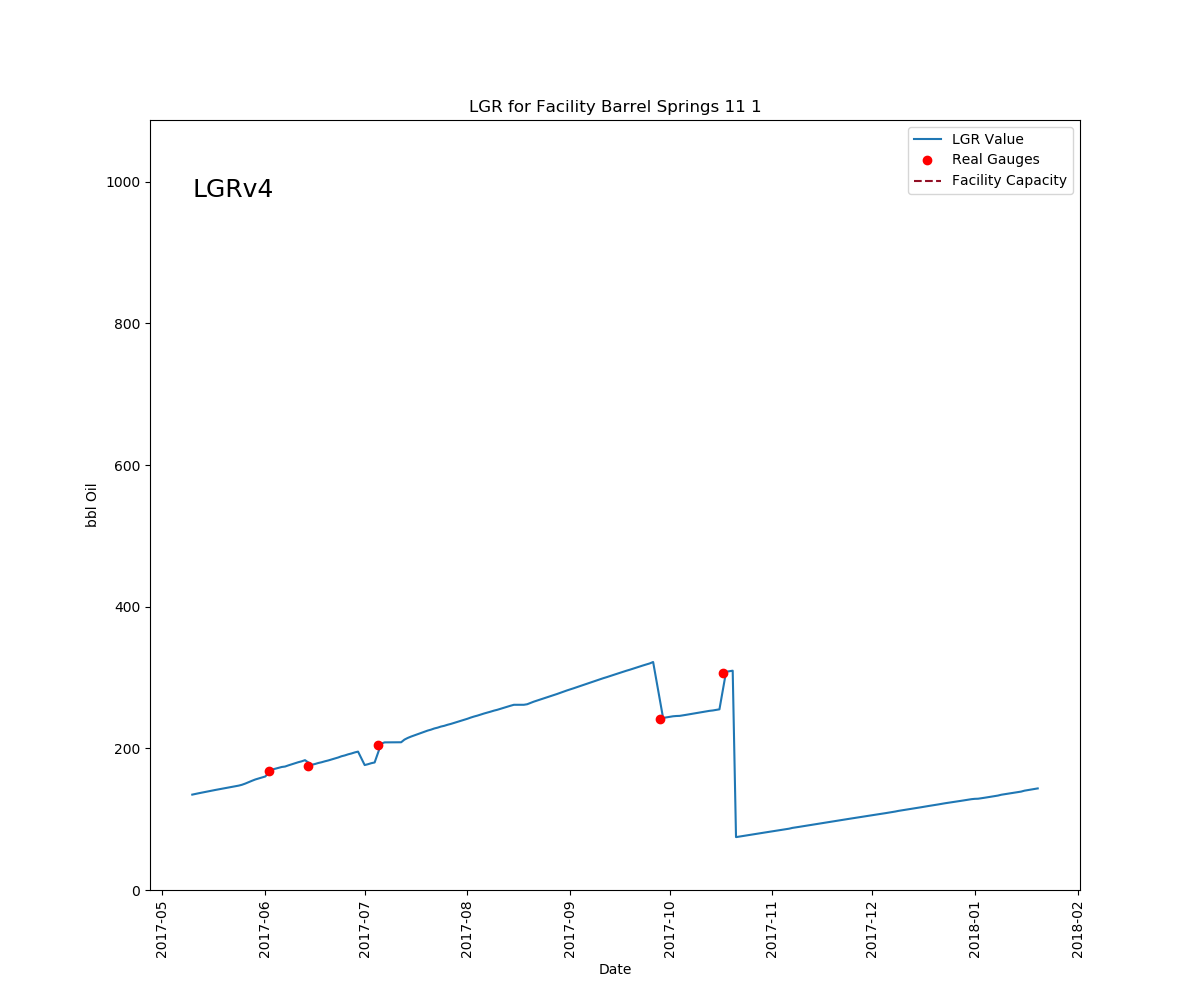 LGR for Facility Barrel Springs 11 1
LGR Value
Real Gauges
Facility Capacity
LGRv4
1000
800
600
400
200
0
bbl Oil
2017-05
2017-06
2017-07
2017-08
2017-09
2017-10
2017-11
2017-12
2018-01
2018-02
Date